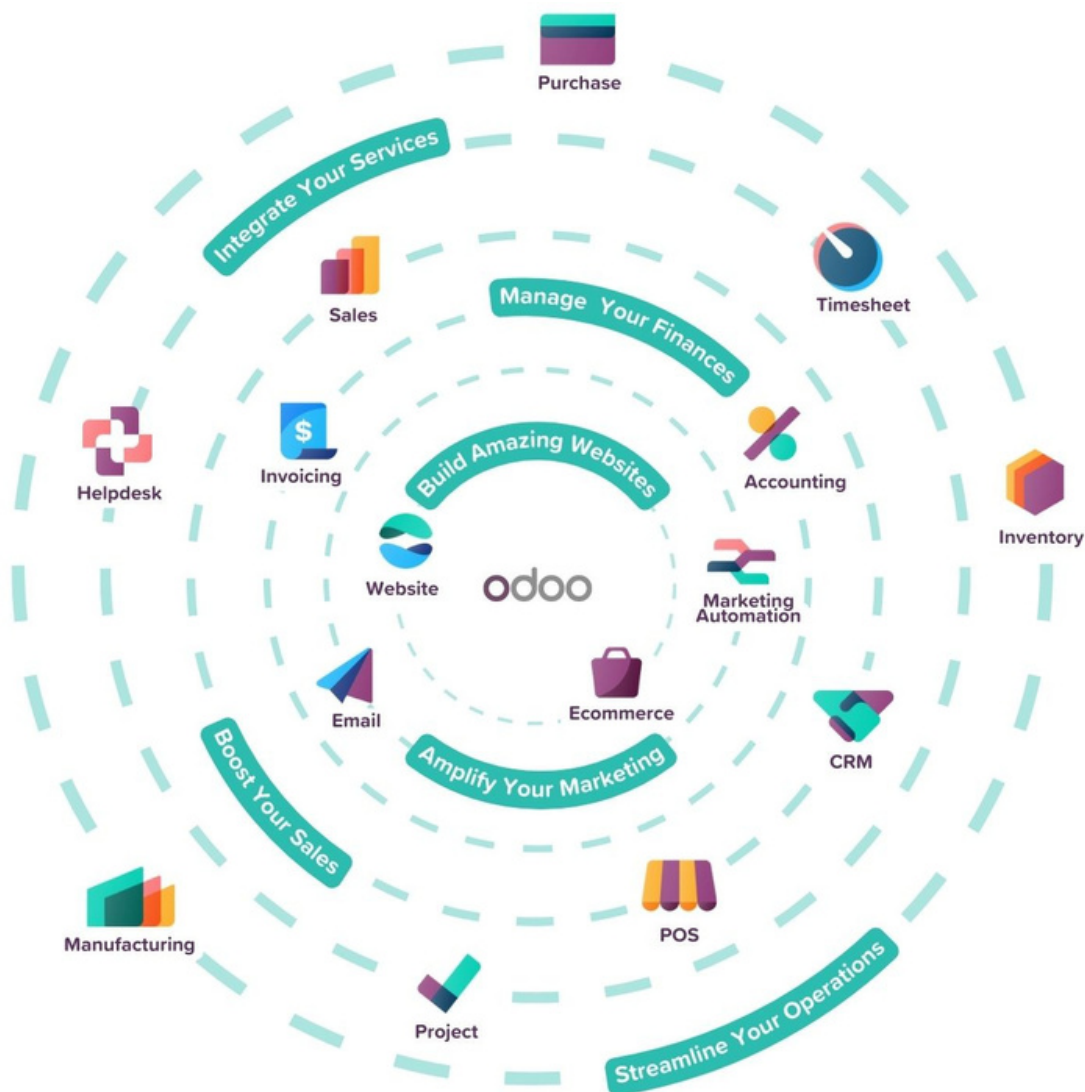 Purchase
Integrate Your Services
Timesheet
Sales
Manage Your Finances
Helpdesk
Invoicing
$
Build Amazing Websites
Accounting
Inventory
Website
odoo
Marketing
Automation
Email
Ecommerce
CRM
Boost Your Sales
Amplify Your Marketing
Manufacturing
POS
Project
Streamline Your Operations